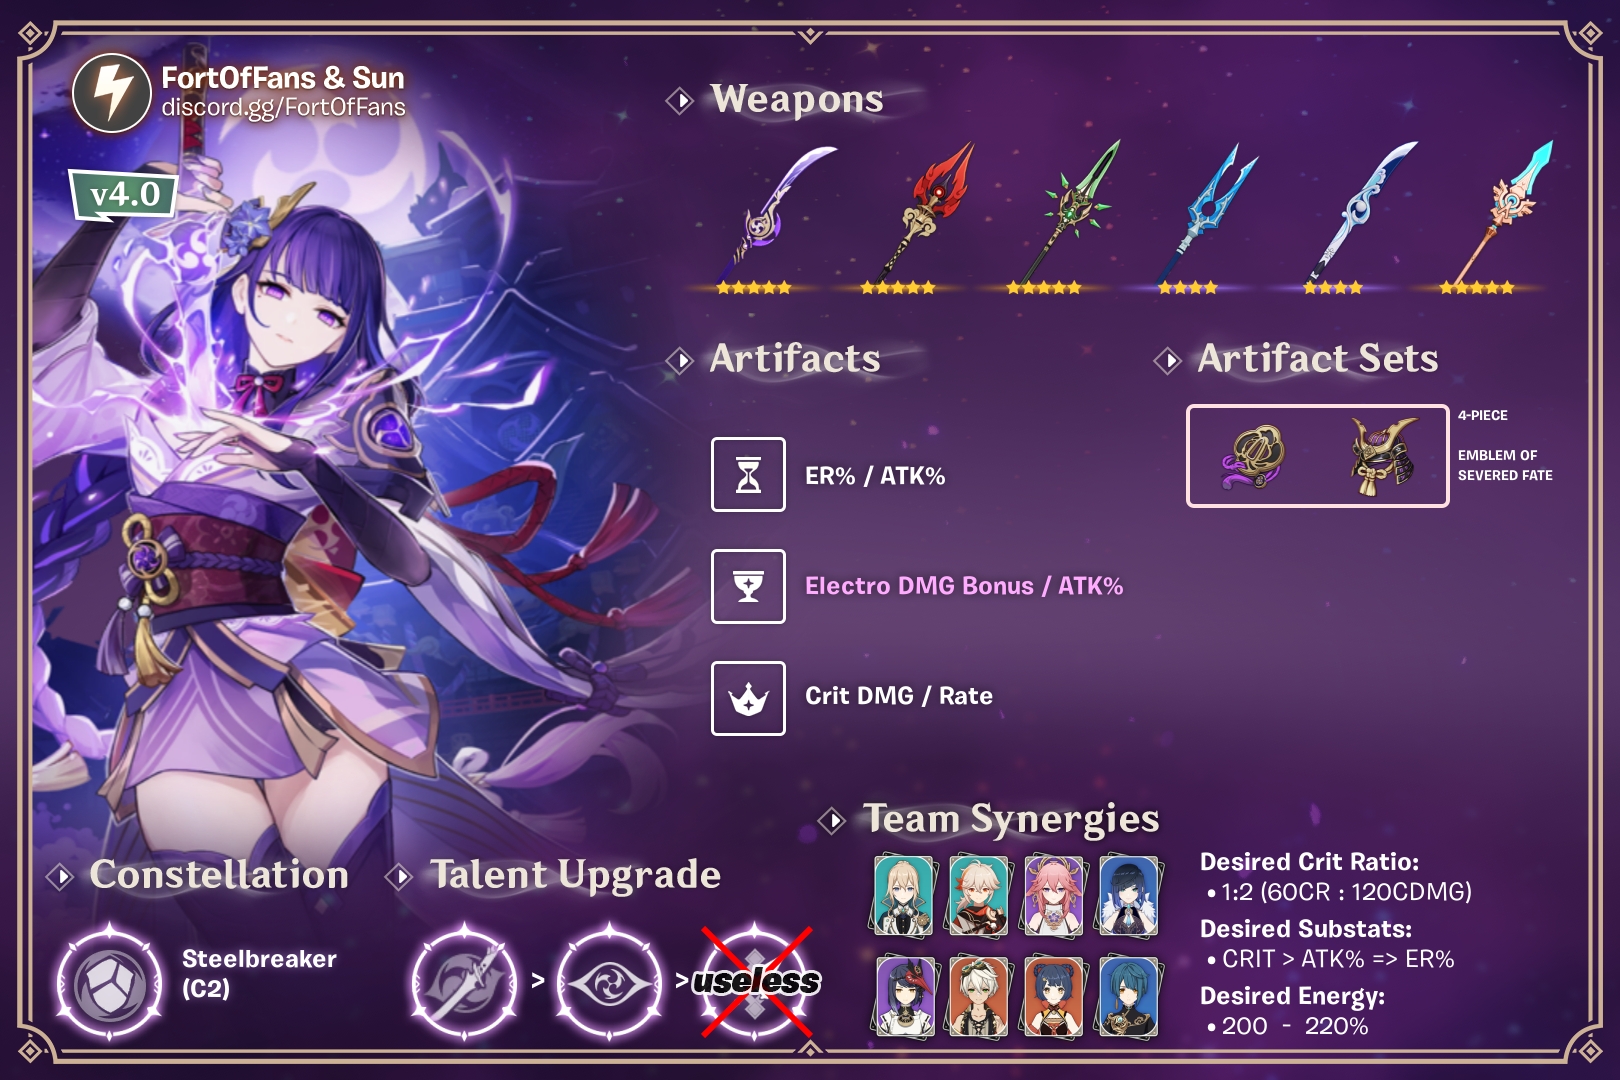 FortOfFans & Sun
discord.gg/FortOfFans
v4.0
Weapons
Artifacts
ER% / ATK%
Electro DMG Bonus / ATK%
Crit DMG / Rate
Artifact Sets
4-PIECE
EMBLEM OF
SEVERED FATE
Constellation
Steelbreaker
(C2)
Talent Upgrade
> > useless
Team Synergies
Desired Crit Ratio:
• 1:2 (60CR : 120CDMG)
Desired Substats:
• CRIT > ATK% => ER%
Desired Energy:
• 200 - 220%